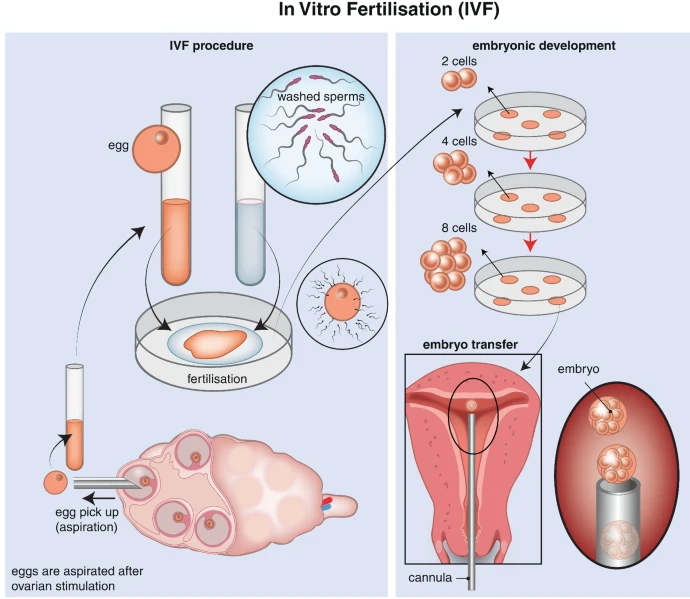 In Vitro Fertilisation (IVF)
IVF procedure
washed sperms
egg
fertilisation
egg pick up
(aspiration)
eggs are aspirated after
ovarian stimulation
embryonic development
2 cells
4 cells
8 cells
embryo transfer
embryo
cannula